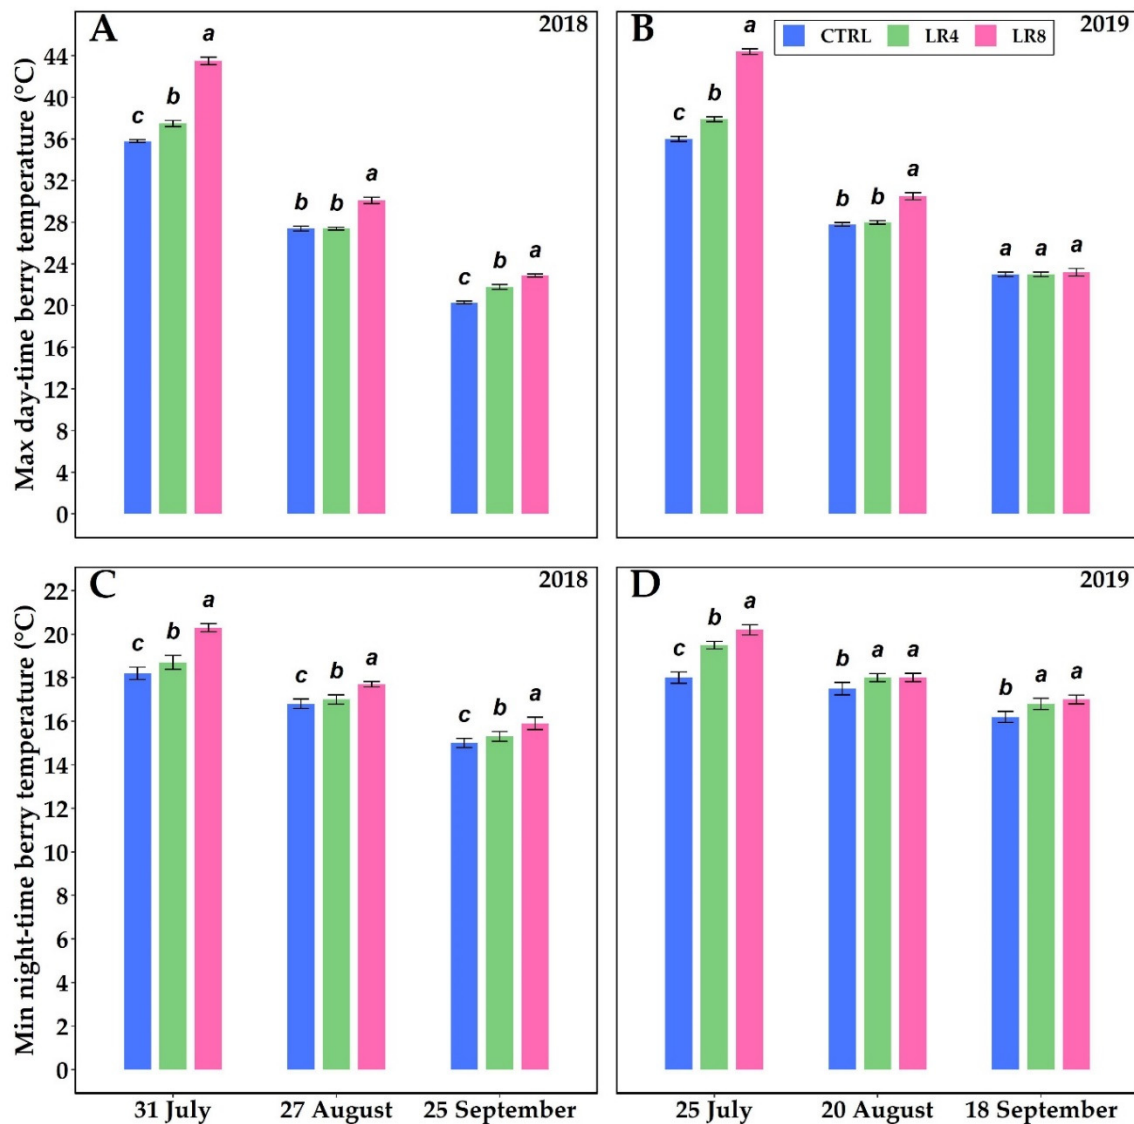 A 2018
B 2019
CTRL LR4 LR8
Max day-time berry temperature (°C)
44
40
36
32
28
24
20
16
12
8
4
0
c b a
b b a
c b a
c b a
b b a
a a a
C 2018
D 2019
Min night-time berry temperature (°C)
22
20
18
16
14
12
10
8
6
4
2
0
c b a
c b a
c b a
c b a
b a a
b a a
31 July 27 August 25 September
25 July 20 August 18 September